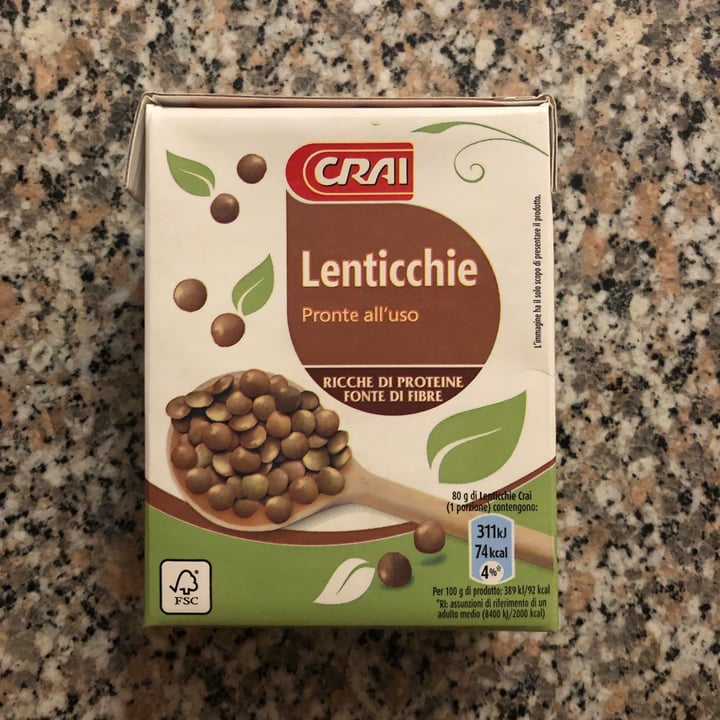 CRAI
Lenticchie
Pronte all'uso
RICCHE DI PROTEINE
FONTE DI FIBRE
L'immagine ha il solo scopo di presentare il prodotto.
80 g di Lenticchie Crai
(1 porzione) contengono:
311kJ
74kcal
4%*
Per 100 g di prodotto: 389 kJ/92 kcal
*RI: assunzioni di riferimento di un
adulto medio (8400 kJ/2000 kcal)
FSC